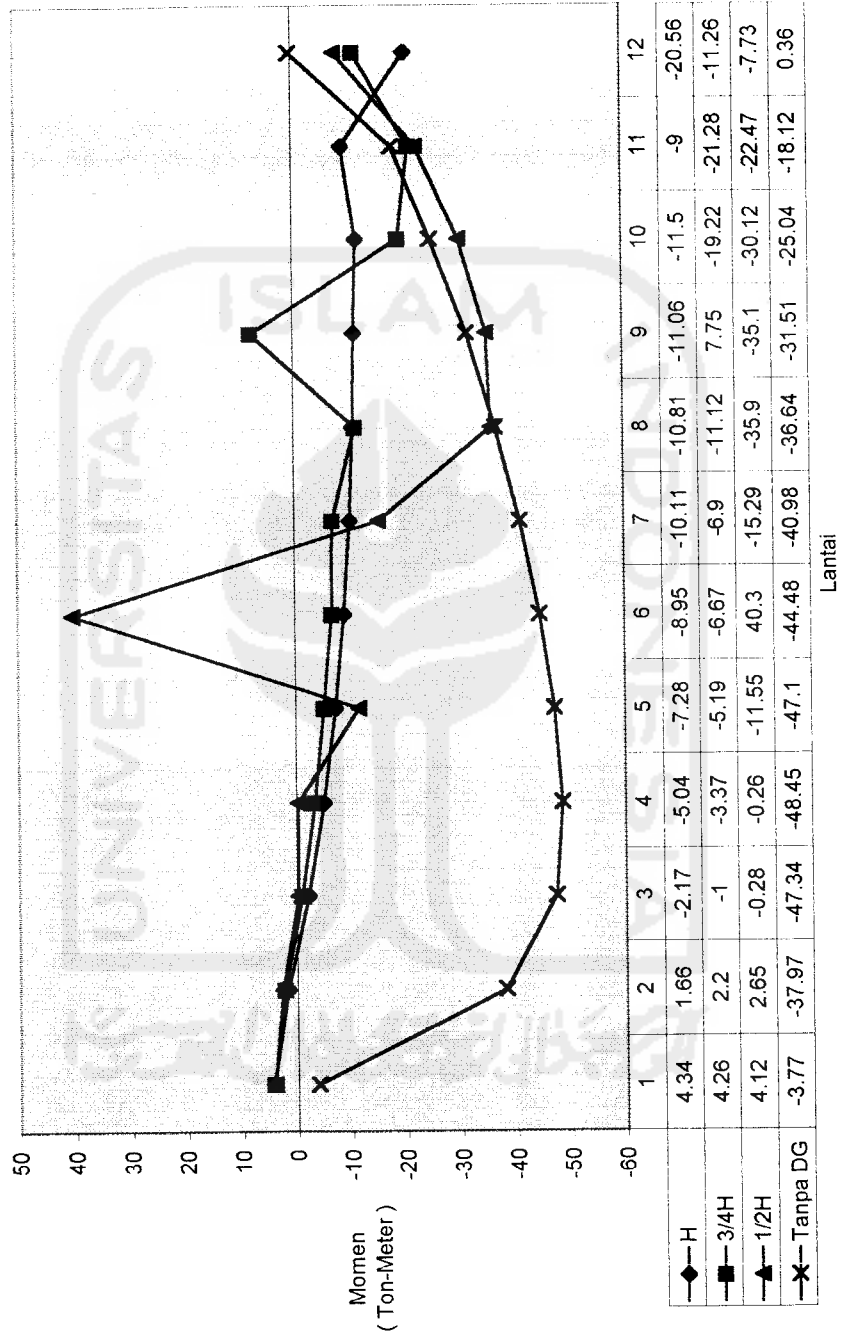 50
40
30
20
10
0
-10
-20
-30
-40
-50
-60
Momen
( Ton-Meter )
1 2 3 4 5 6 7 8 9 10 11 12
H 4.34 1.66 -2.17 -5.04 -7.28 -8.95 -10.11 -10.81 -11.06 -11.5 -9 -20.56
3/4H 4.26 2.2 -1 -3.37 -5.19 -6.67 -6.9 -11.12 7.75 -19.22 -21.28 -11.26
1/2H 4.12 2.65 -0.28 -0.26 -11.55 40.3 -15.29 -35.9 -35.1 -30.12 -22.47 -7.73
Tanpa DG -3.77 -37.97 -47.34 -48.45 -47.1 -44.48 -40.98 -36.64 -31.51 -25.04 -18.12 0.36
Lantai
UNIVERSITAS
ISLAM
INDONESIA